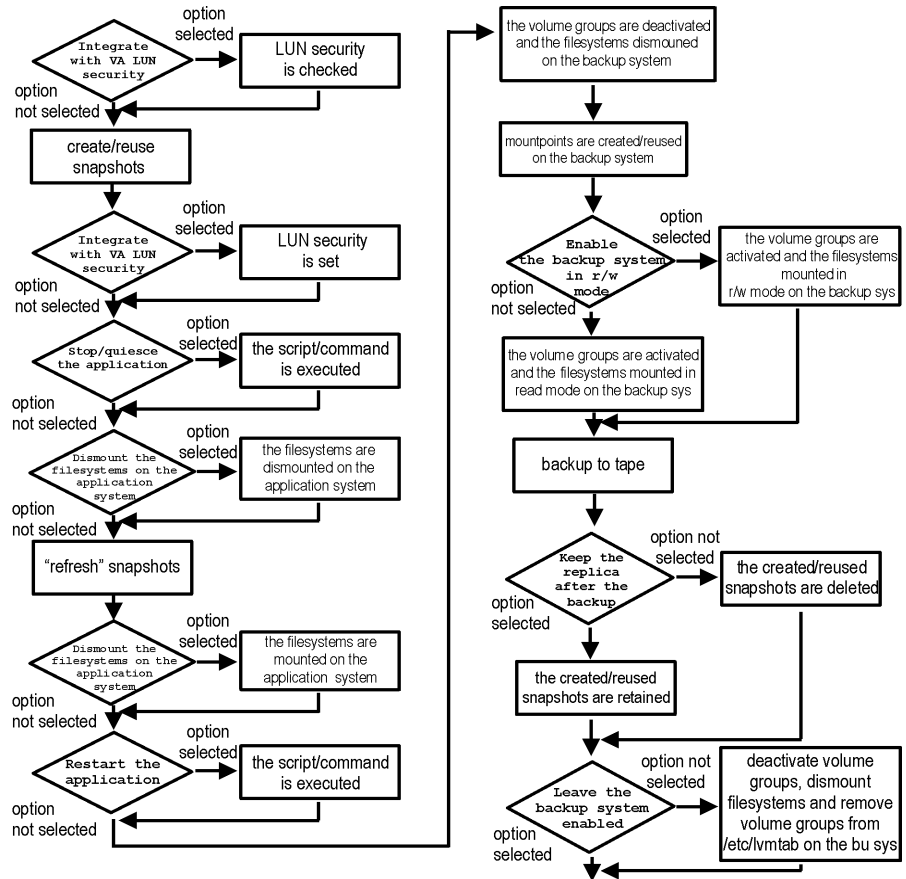 Integrate
with VA LUN
security
option
selected
LUN security
is checked
option
not selected
create/reuse
snapshots
Integrate
with VA LUN
security
option
selected
LUN security
is set
option
not selected
Stop/quiesce
the application
option
selected
the script/command
is executed
option
not selected
Dismount the
filesystems on the
application
system
option
selected
the filesystems are
dismounted on the
application system
option
not selected
“refresh” snapshots
Dismount the
filesystems on the
application
system
option
selected
the filesystems are
mounted on the
application system
option
not selected
Restart the
application
option
selected
the script/command
is executed
option
not selected
the volume groups are deactivated
and the filesystems dismouned
on the backup system
mountpoints are created/reused
on the backup system
Enable
the backup system
in r/w
mode
option
selected
the volume groups are
activated and the filesystems
mounted in
r/w mode on the backup sys
option
not selected
the volume groups are activated
and the filesystems mounted in
read mode on the backup sys
backup to tape
Keep the
replica
after the
backup
option not
selected
the created/reused
snapshots are deleted
option
selected
the created/reused
snapshots are retained
Leave the
backup system
enabled
option not
selected
deactivate volume
groups, dismount
filesystems and remove
volume groups from
/etc/lvmtab on the bu sys
option
selected